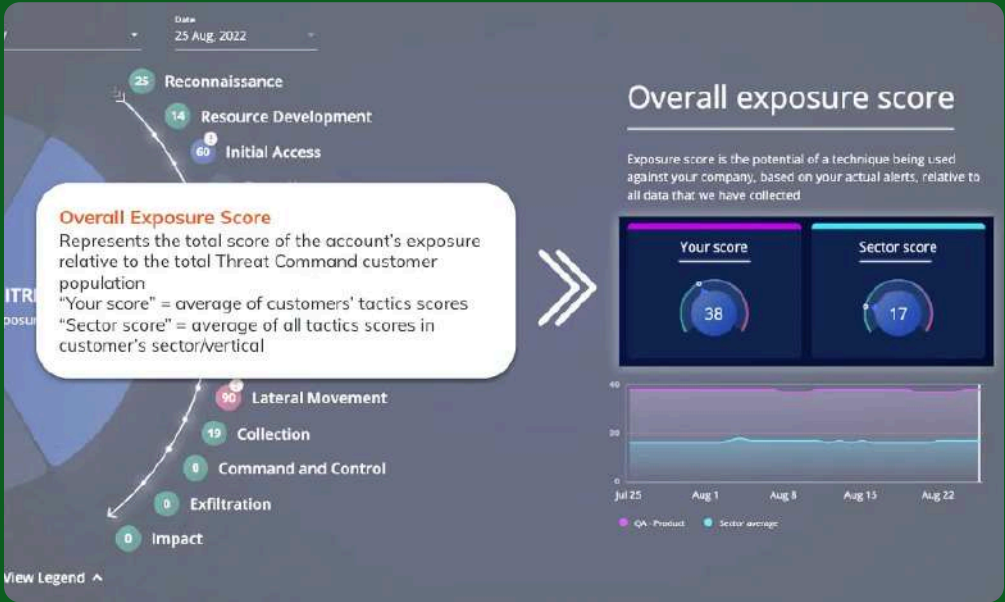 Date
25 Aug, 2022
25 Reconnaissance
14 Resource Development
60 Initial Access
Overall Exposure Score
Represents the total score of the account's exposure
relative to the total Threat Command customer
population
"Your score" = average of customers' tactics scores
"Sector score" = average of all tactics scores in
customer's sector/vertical
90 Lateral Movement
19 Collection
0 Command and Control
0 Exfiltration
0 Impact
View Legend
Overall exposure score
Exposure score is the potential of a technique being used
against your company, based on your actual alerts, relative to
all data that we have collected
Your score
38
Sector score
17
40
20
0
Jul 25 Aug 1 Aug 8 Aug 15 Aug 22
QA - Product Sector average